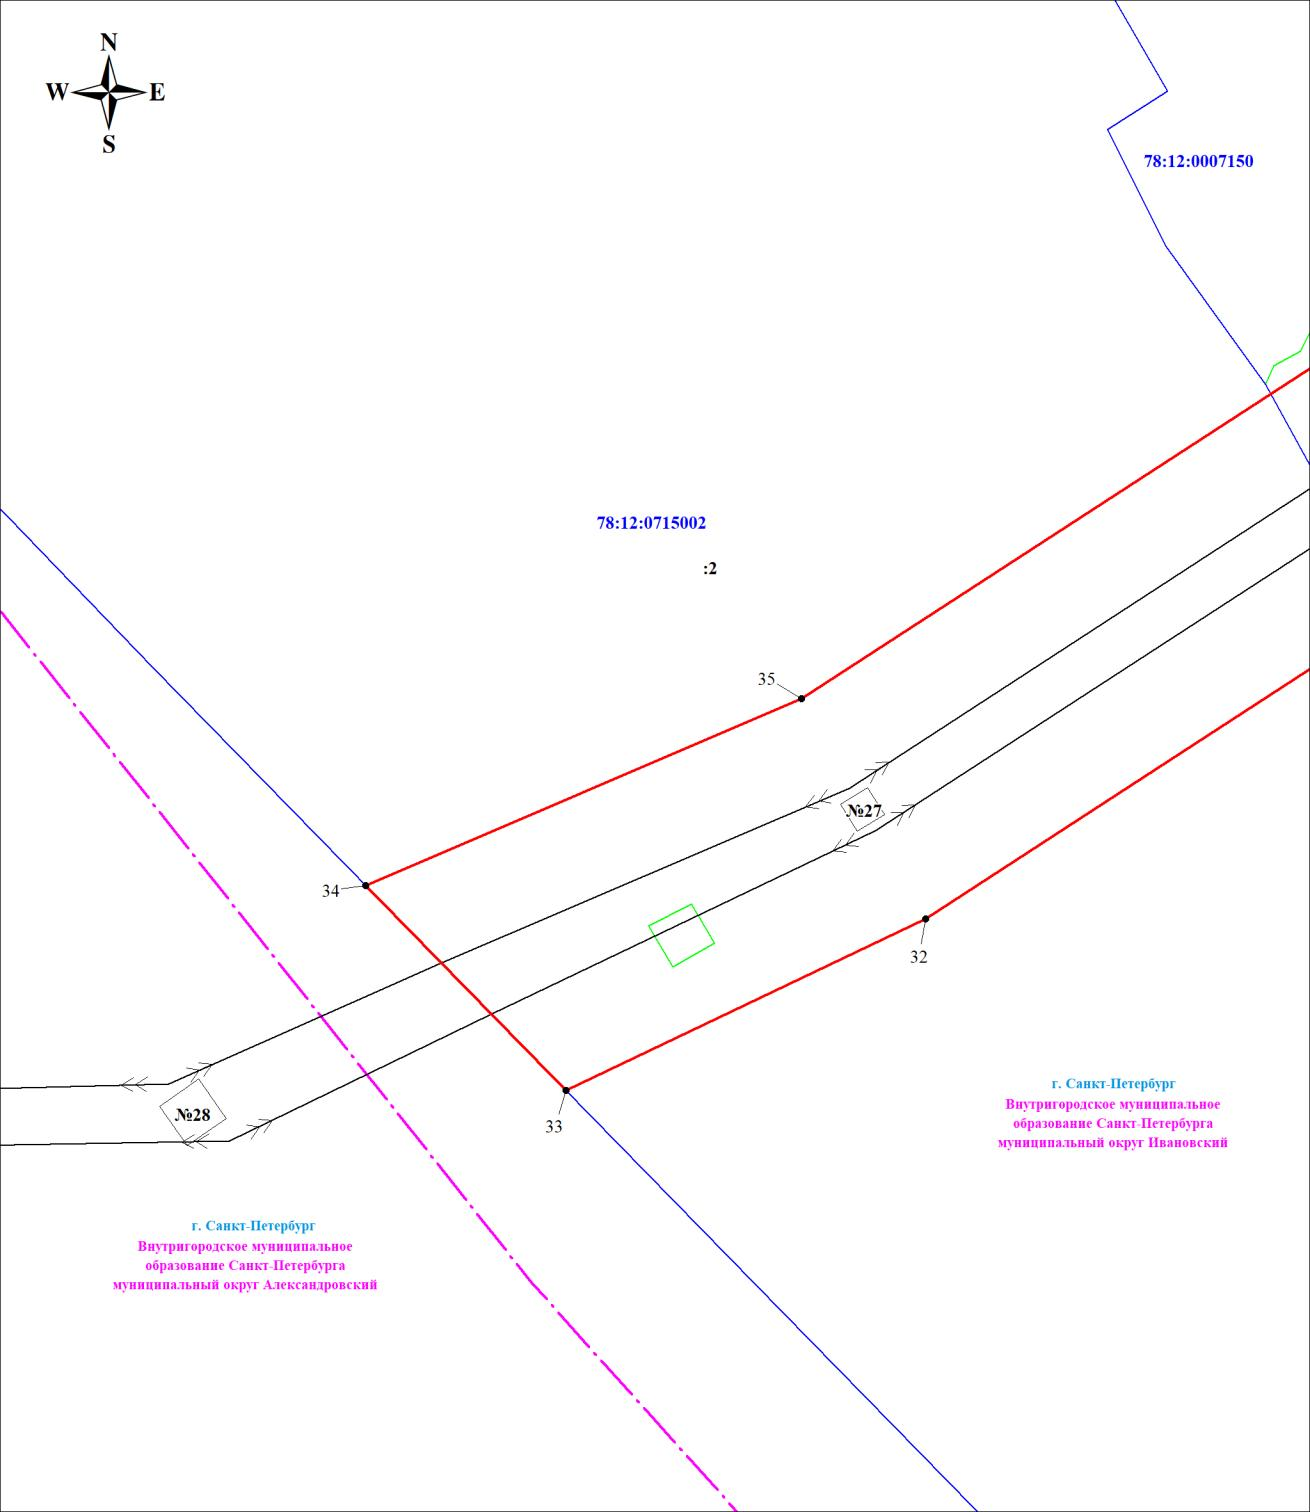 N
W E
S
78:12:0007150
78:12:0715002
:2
35
№27
34
32
33
№28
г. Санкт-Петербург
Внутригородское муниципальное
образование Санкт-Петербурга
муниципальный округ Ивановский
г. Санкт-Петербург
Внутригородское муниципальное
образование Санкт-Петербурга
муниципальный округ Александровский